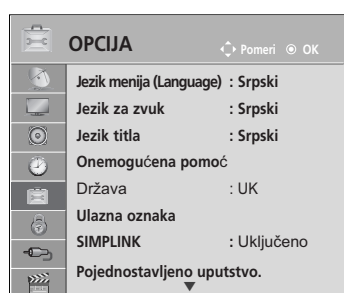 OPCIJA Pomeri OK
Jezik menija (Language) : Srpski
Jezik za zvuk : Srpski
Jezik titla : Srpski
Onemogućena pomoć
Država : UK
Ulazna oznaka
SIMPLINK : Uključeno
Pojednostavljeno uputstvo.